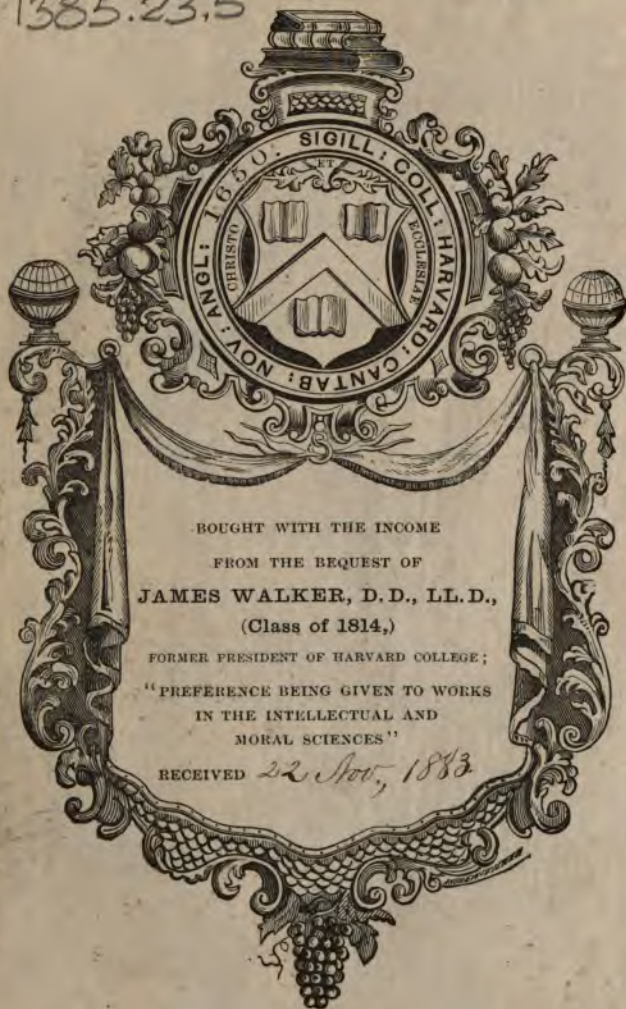 1385.23.5
SIGILL: COLL: HARVARD: CANTAB: NOV: ANGL: 1650:
ET
CHRISTO
ECCLESIAE
BOUGHT WITH THE INCOME
FROM THE BEQUEST OF
JAMES WALKER, D.D., LL.D.,
(Class of 1814,)
FORMER PRESIDENT OF HARVARD COLLEGE;
"PREFERENCE BEING GIVEN TO WORKS
IN THE INTELLECTUAL AND
MORAL SCIENCES"
RECEIVED 22 Nov., 1883.